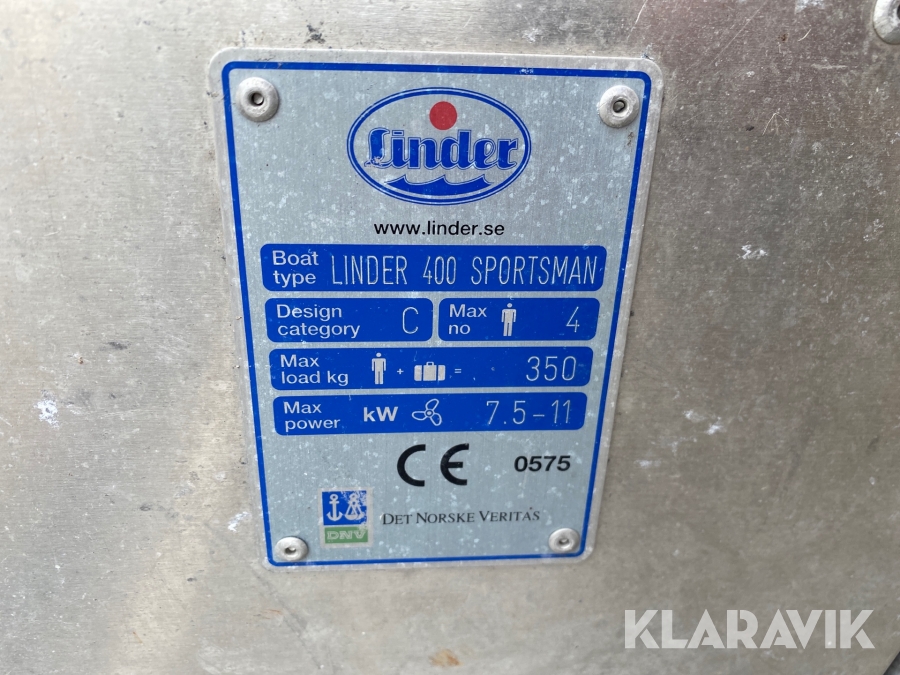 Linder
www.linder.se
Boat type LINDER 400 SPORTSMAN
Design category C Max no 4
Max load kg + = 350
Max power kW 7.5-11
CE 0575
DNV DET NORSKE VERITAS
KLARAVIK